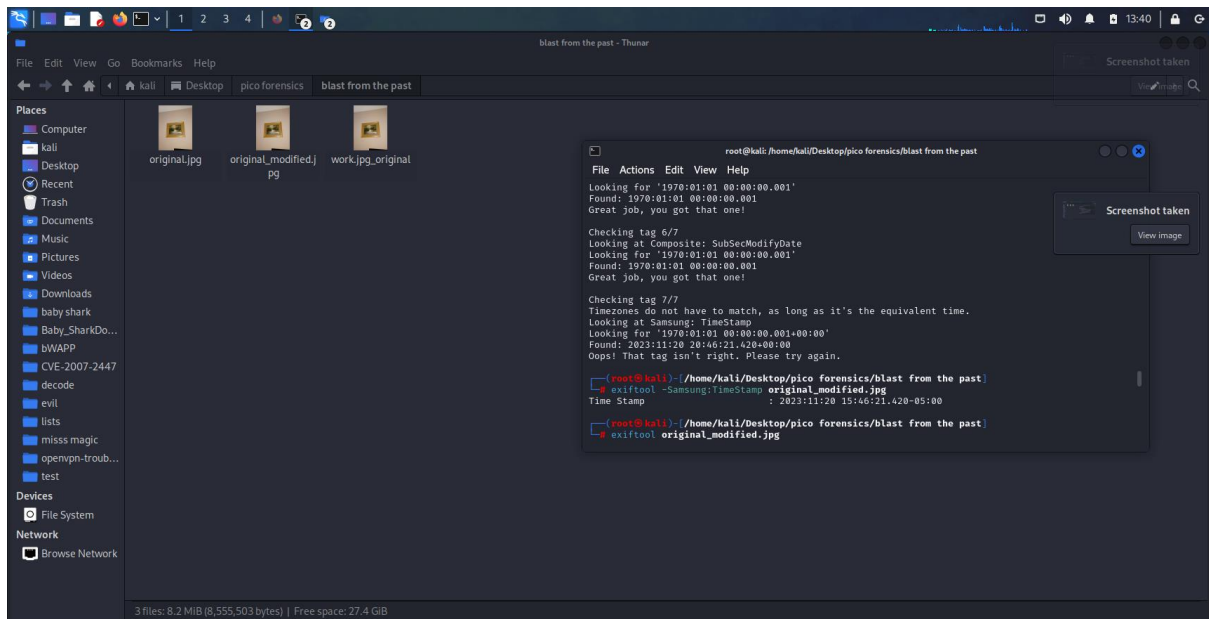 1 2 3 4
2
2
13:40
blast from the past - Thunar
File Edit View Go Bookmarks Help
Screenshot taken
View image
kali Desktop pico forensics blast from the past
Places
Computer
kali
Desktop
Recent
Trash
Documents
Music
Pictures
Videos
Downloads
baby shark
Baby_SharkDo...
bWAPP
CVE-2007-2447
decode
evil
lists
misss magic
openvpn-troub...
test
Devices
File System
Network
Browse Network
original.jpg
original_modified.j
pg
work.jpg_original
root@kali: /home/kali/Desktop/pico forensics/blast from the past
File Actions Edit View Help
Looking for '1970:01:01 00:00:00.001'
Found: 1970:01:01 00:00:00.001
Great job, you got that one!
Checking tag 6/7
Looking at Composite: SubSecModifyDate
Looking for '1970:01:01 00:00:00.001'
Found: 1970:01:01 00:00:00.001
Great job, you got that one!
Checking tag 7/7
Timezones do not have to match, as long as it's the equivalent time.
Looking at Samsung: TimeStamp
Looking for '1970:01:01 00:00:00.001+00:00'
Found: 2023:11:20 20:46:21.420+00:00
Oops! That tag isn't right. Please try again.
(root㉿kali)-[/home/kali/Desktop/pico forensics/blast from the past]
# exiftool -Samsung:TimeStamp original_modified.jpg
Time Stamp : 2023:11:20 15:46:21.420-05:00
(root㉿kali)-[/home/kali/Desktop/pico forensics/blast from the past]
# exiftool original_modified.jpg
Screenshot taken
View image
3 files: 8.2 MiB (8,555,503 bytes) | Free space: 27.4 GiB